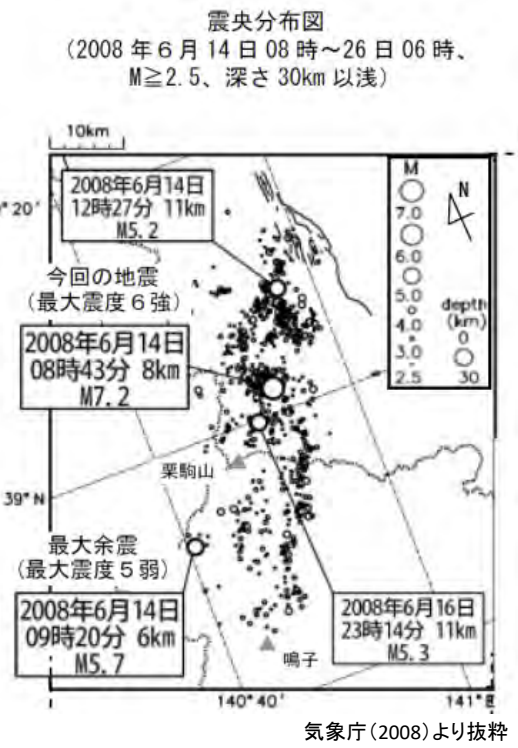 震央分布図
(2008年6月14日08時～26日06時、
M≧2.5、深さ30km以浅)
10km
2008年6月14日
12時27分 11km
M5.2
今回の地震
(最大震度6強)
2008年6月14日
08時43分 8km
M7.2
M
7.0
6.0
5.0
4.0
3.0
2.5
N
depth
(km)
0
30
20'
栗駒山
39°N
最大余震
(最大震度5弱)
2008年6月14日
09時20分 6km
M5.7
2008年6月16日
23時14分 11km
M5.3
鳴子
140°40'
141°E
気象庁(2008)より抜粋